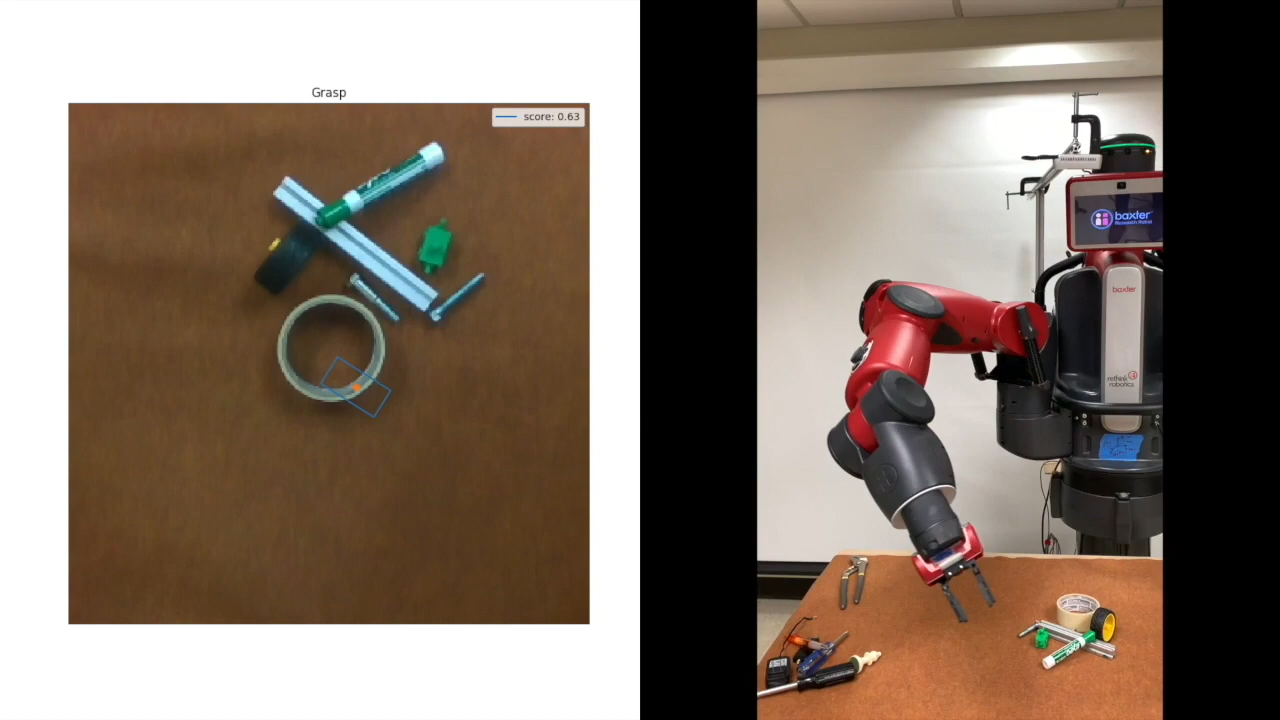 Grasp
score: 0.63
baxter
Research Robot
baxter
rethink
robotics